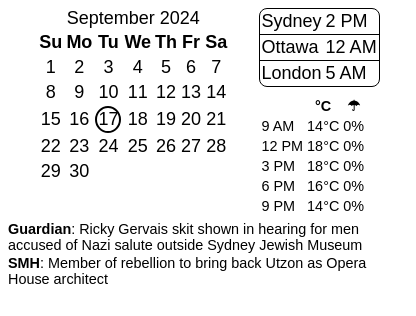 September 2024
Su Mo Tu We Th Fr Sa
1 2 3 4 5 6 7
8 9 10 11 12 13 14
15 16 17 18 19 20 21
22 23 24 25 26 27 28
29 30
Sydney 2 PM
Ottawa 12 AM
London 5 AM
°C ☂
9 AM 14°C 0%
12 PM 18°C 0%
3 PM 18°C 0%
6 PM 16°C 0%
9 PM 14°C 0%
Guardian: Ricky Gervais skit shown in hearing for men
accused of Nazi salute outside Sydney Jewish Museum
SMH: Member of rebellion to bring back Utzon as Opera
House architect